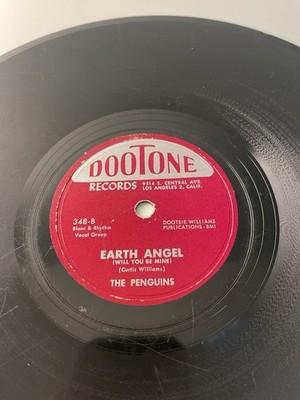 DOOTONE
RECORDS
9514 S. CENTRAL AVE.
LOS ANGELES 2, CALIF.
348-B
Blues & Rhythm
Vocal Group
DOOTSIE WILLIAMS
PUBLICATIONS-BMI
EARTH ANGEL
(WILL YOU BE MINE)
(Curtis Williams)
THE PENGUINS